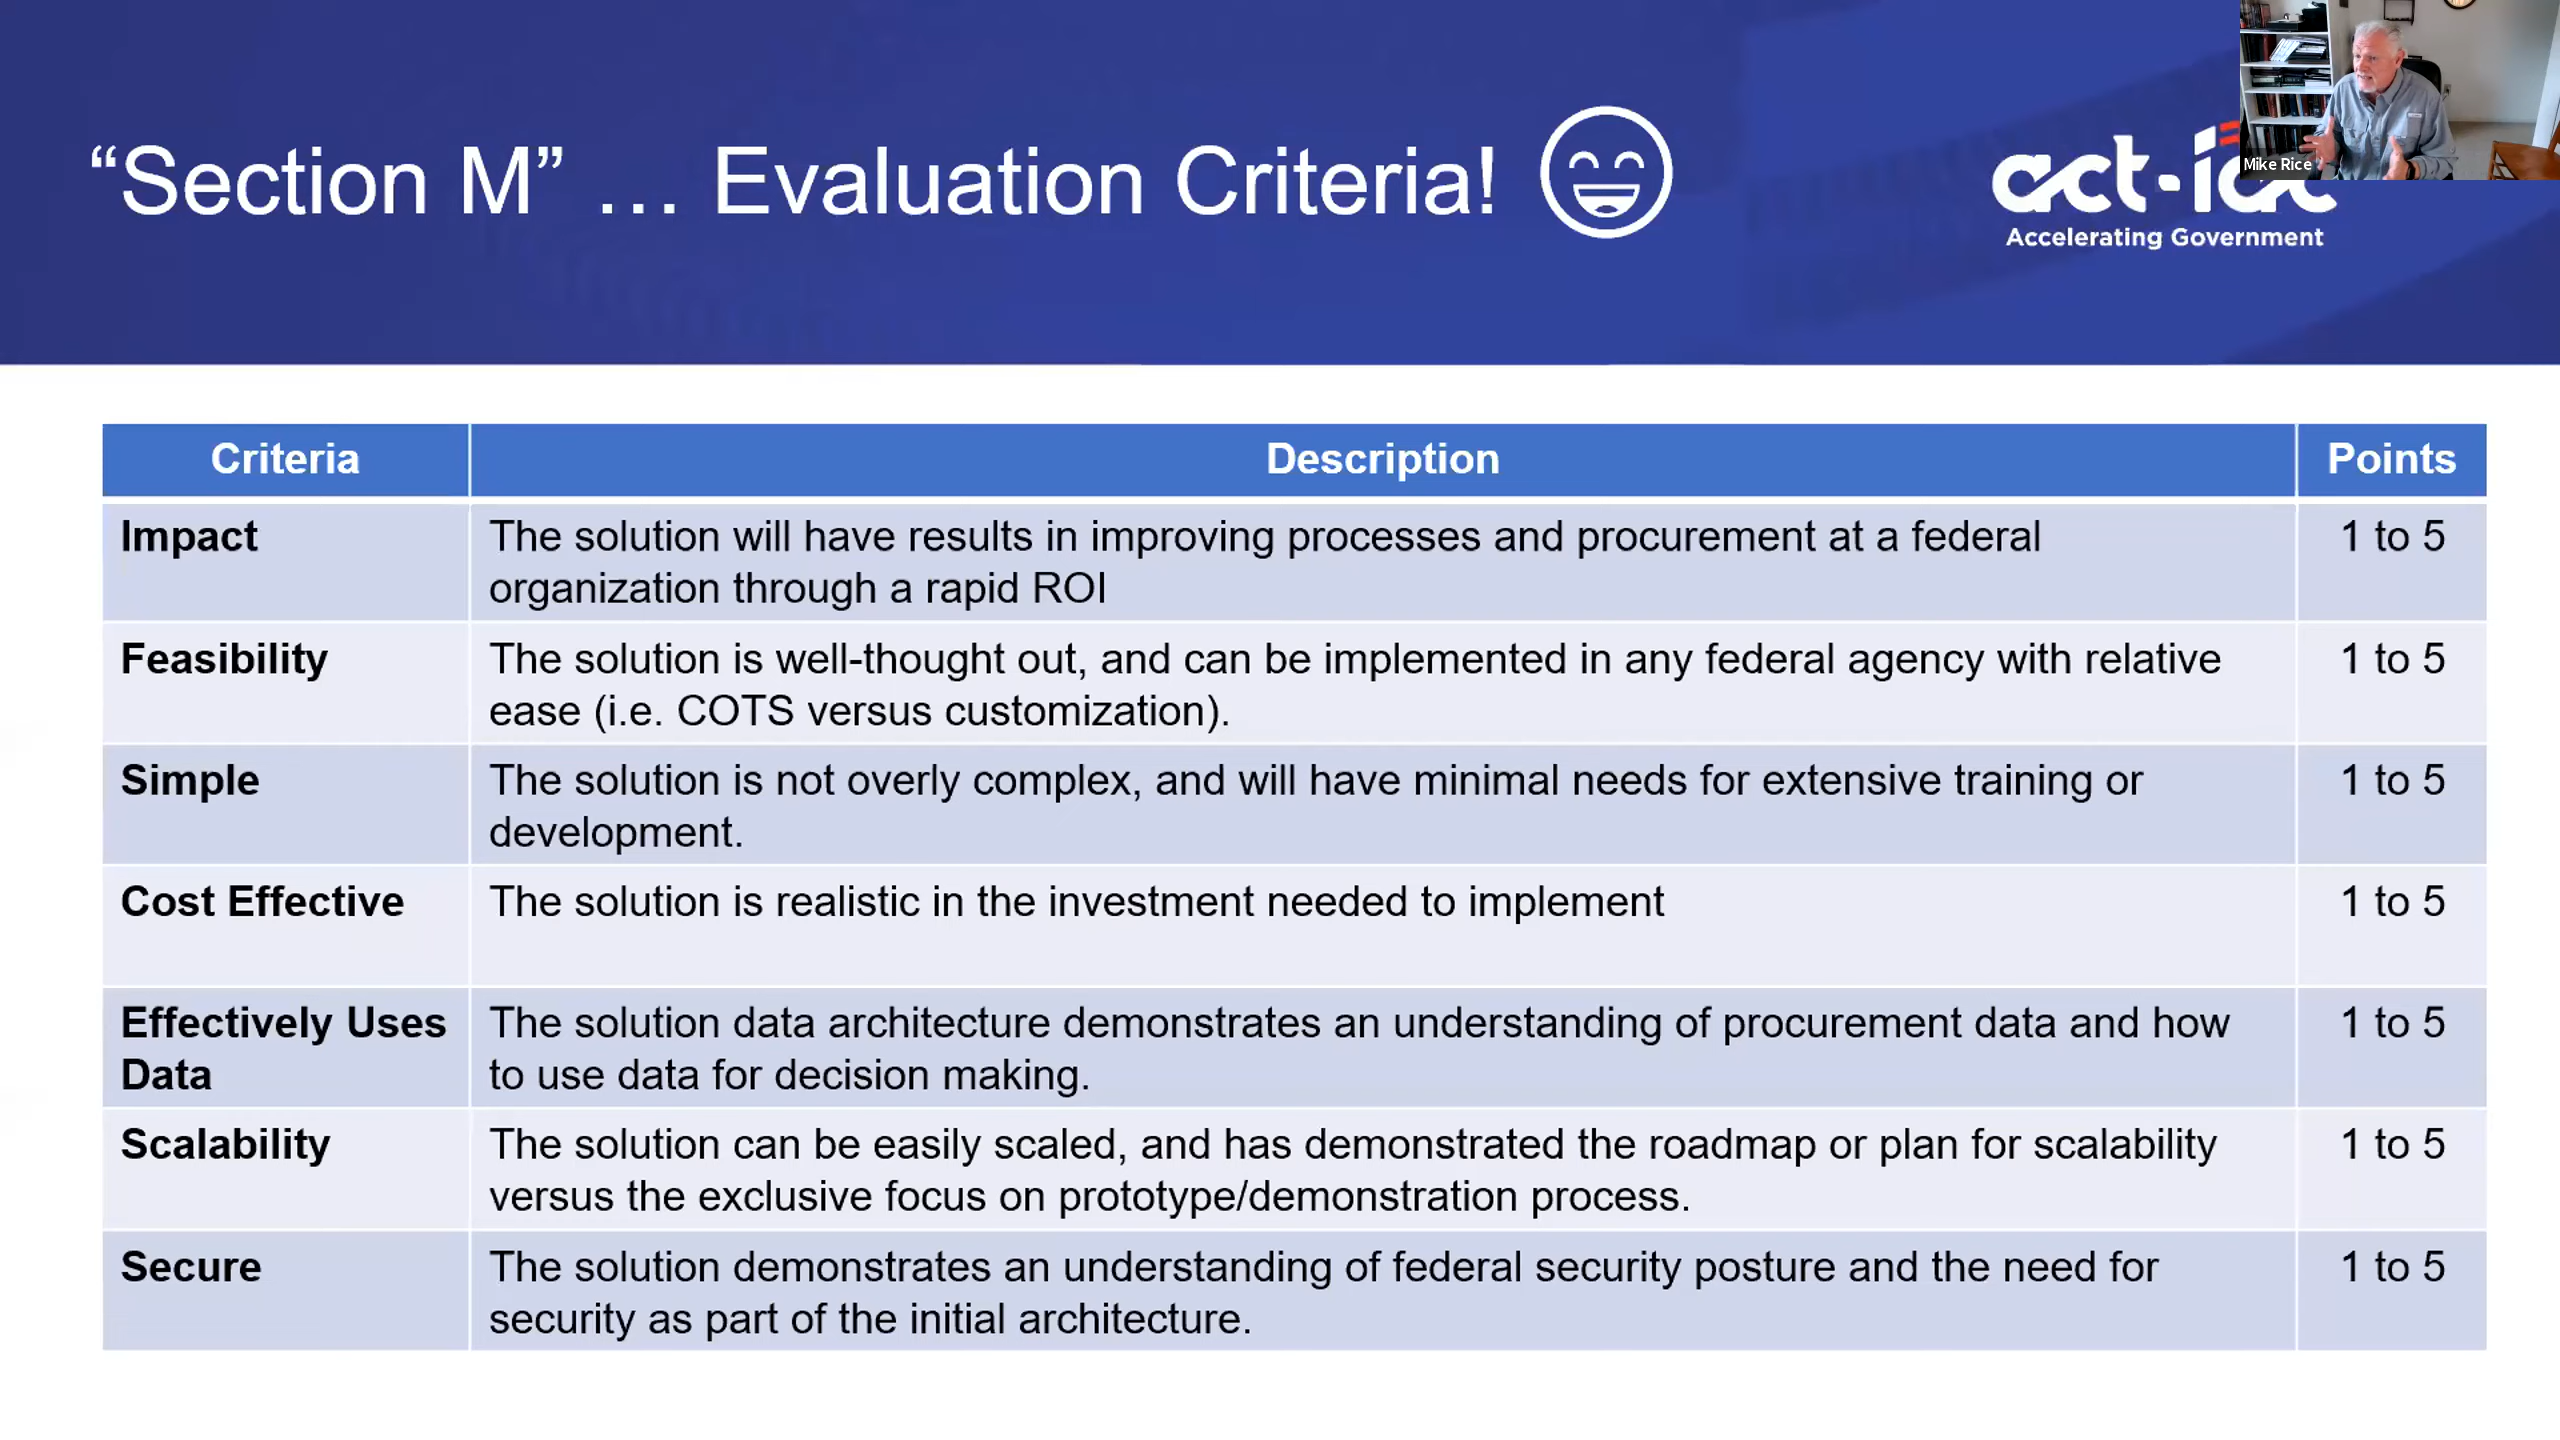 “Section M” … Evaluation Criteria!
act-iac
Accelerating Government
Mike Rice
Criteria Description Points
Impact The solution will have results in improving processes and procurement at a federal 1 to 5
organization through a rapid ROI
Feasibility The solution is well-thought out, and can be implemented in any federal agency with relative 1 to 5
ease (i.e. COTS versus customization).
Simple The solution is not overly complex, and will have minimal needs for extensive training or 1 to 5
development.
Cost Effective The solution is realistic in the investment needed to implement 1 to 5
Effectively Uses The solution data architecture demonstrates an understanding of procurement data and how 1 to 5
Data to use data for decision making.
Scalability The solution can be easily scaled, and has demonstrated the roadmap or plan for scalability 1 to 5
versus the exclusive focus on prototype/demonstration process.
Secure The solution demonstrates an understanding of federal security posture and the need for 1 to 5
security as part of the initial architecture.